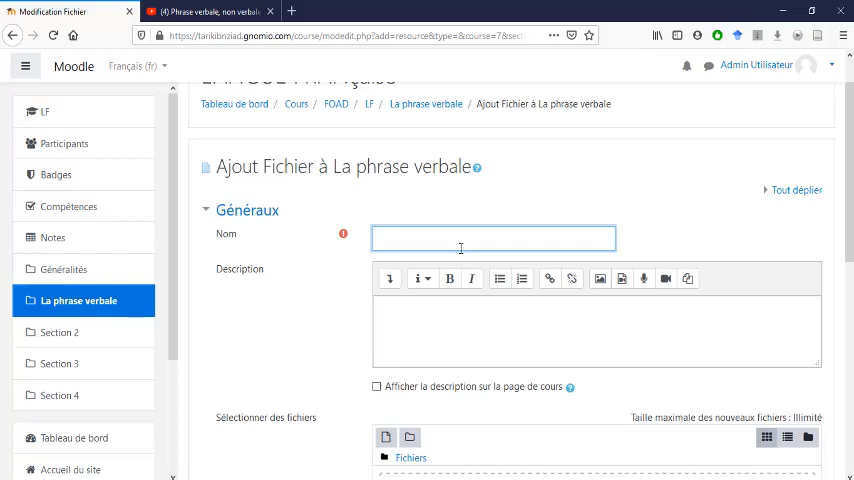 Modification Fichier
(4) Phrase verbale, non verbale
https://tarikibnziad.gnomio.com/course/modedit.php?add=resource&type=&course=7&sect
Moodle Français (fr) Admin Utilisateur
Tableau de bord / Cours / FOAD / LF / La phrase verbale / Ajout Fichier à La phrase verbale
LF
Participants
Badges
Compétences
Notes
Généralités
La phrase verbale
Section 2
Section 3
Section 4
Tableau de bord
Accueil du site
Ajout Fichier à La phrase verbale
Tout déplier
Généraux
Nom
Description
i B I
Afficher la description sur la page de cours
Sélectionner des fichiers Taille maximale des nouveaux fichiers : Illimité
Fichiers